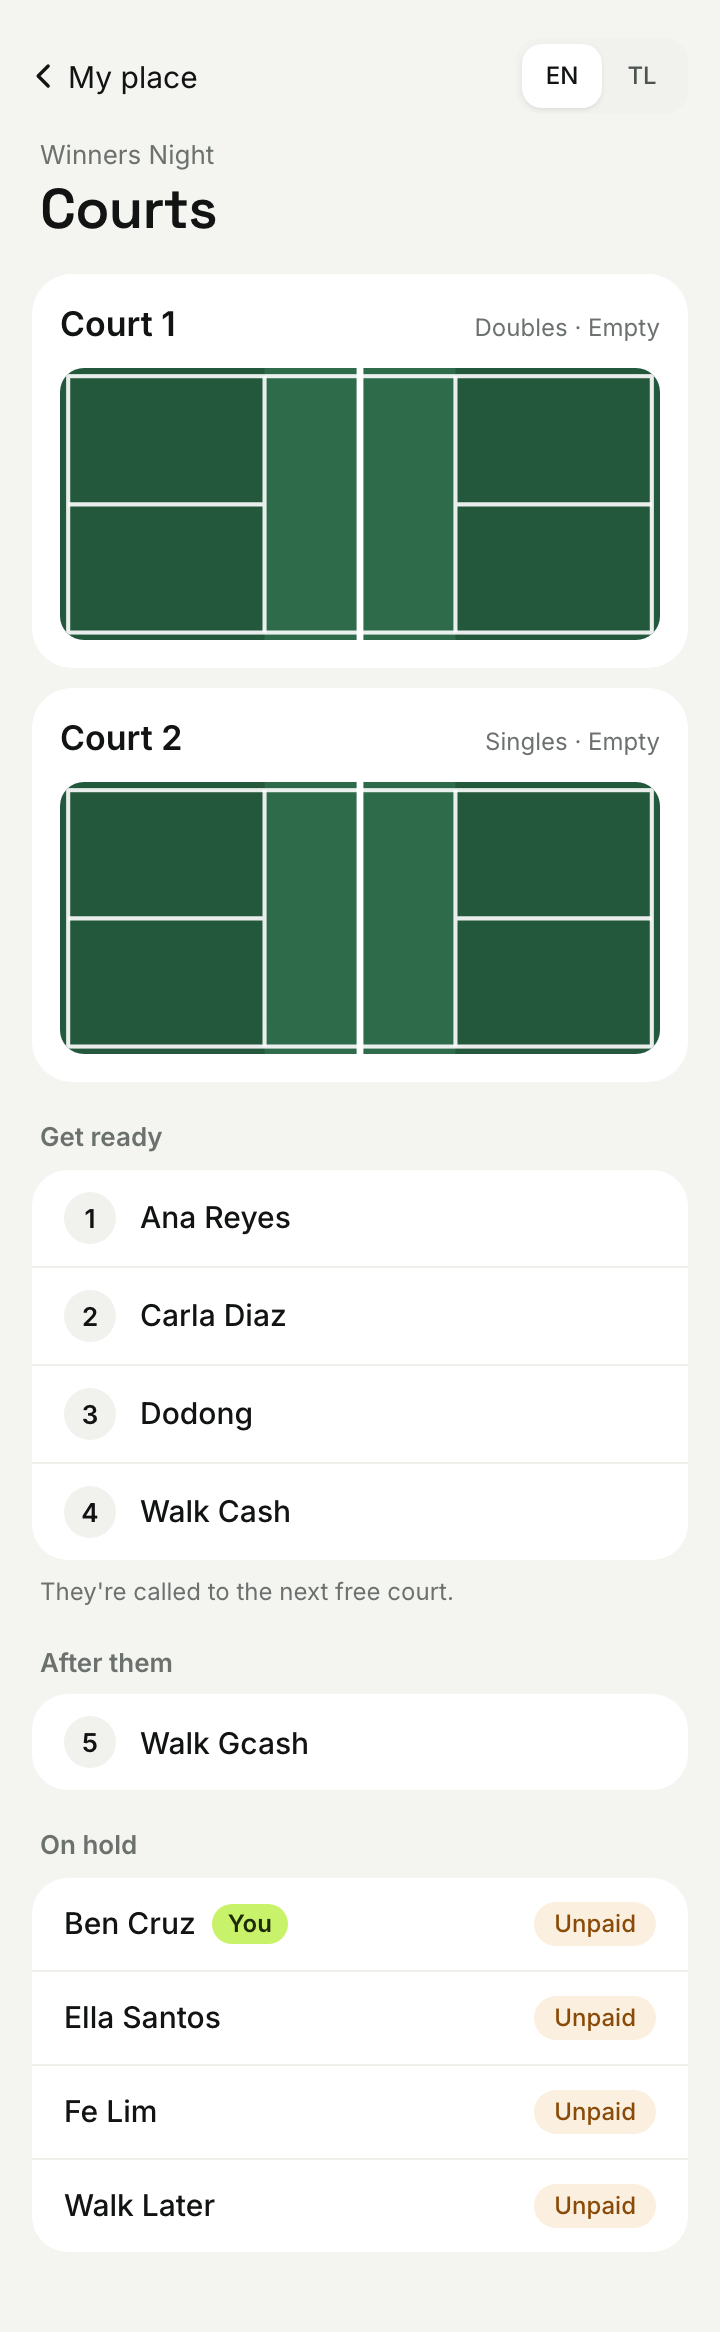 My place
EN TL
Winners Night
Courts
Court 1 Doubles · Empty
Court 2 Singles · Empty
Get ready
1 Ana Reyes
2 Carla Diaz
3 Dodong
4 Walk Cash
They're called to the next free court.
After them
5 Walk Gcash
On hold
Ben Cruz You Unpaid
Ella Santos Unpaid
Fe Lim Unpaid
Walk Later Unpaid